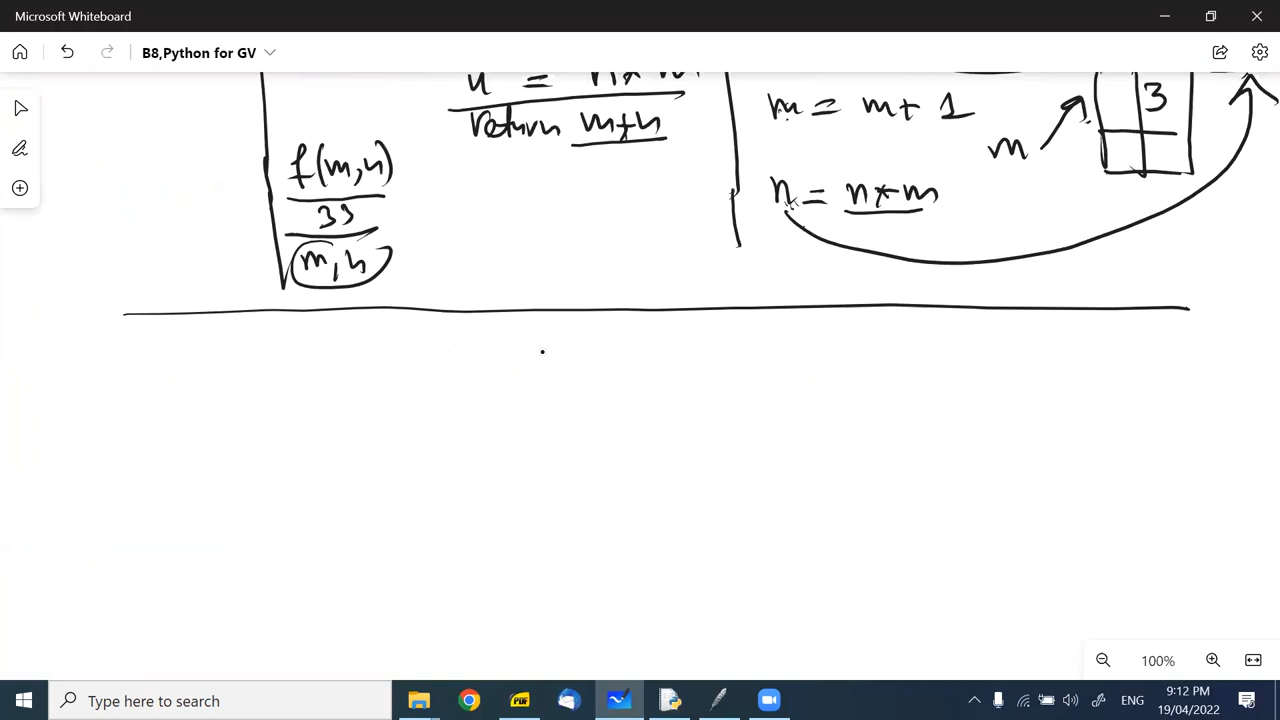 Microsoft Whiteboard
B8,Python for GV
n = n * m
return m+n
f(m,n)
m,n
m = m + 1
n = n * m
m
3
100%
Type here to search
PDF
ENG
9:12 PM
19/04/2022